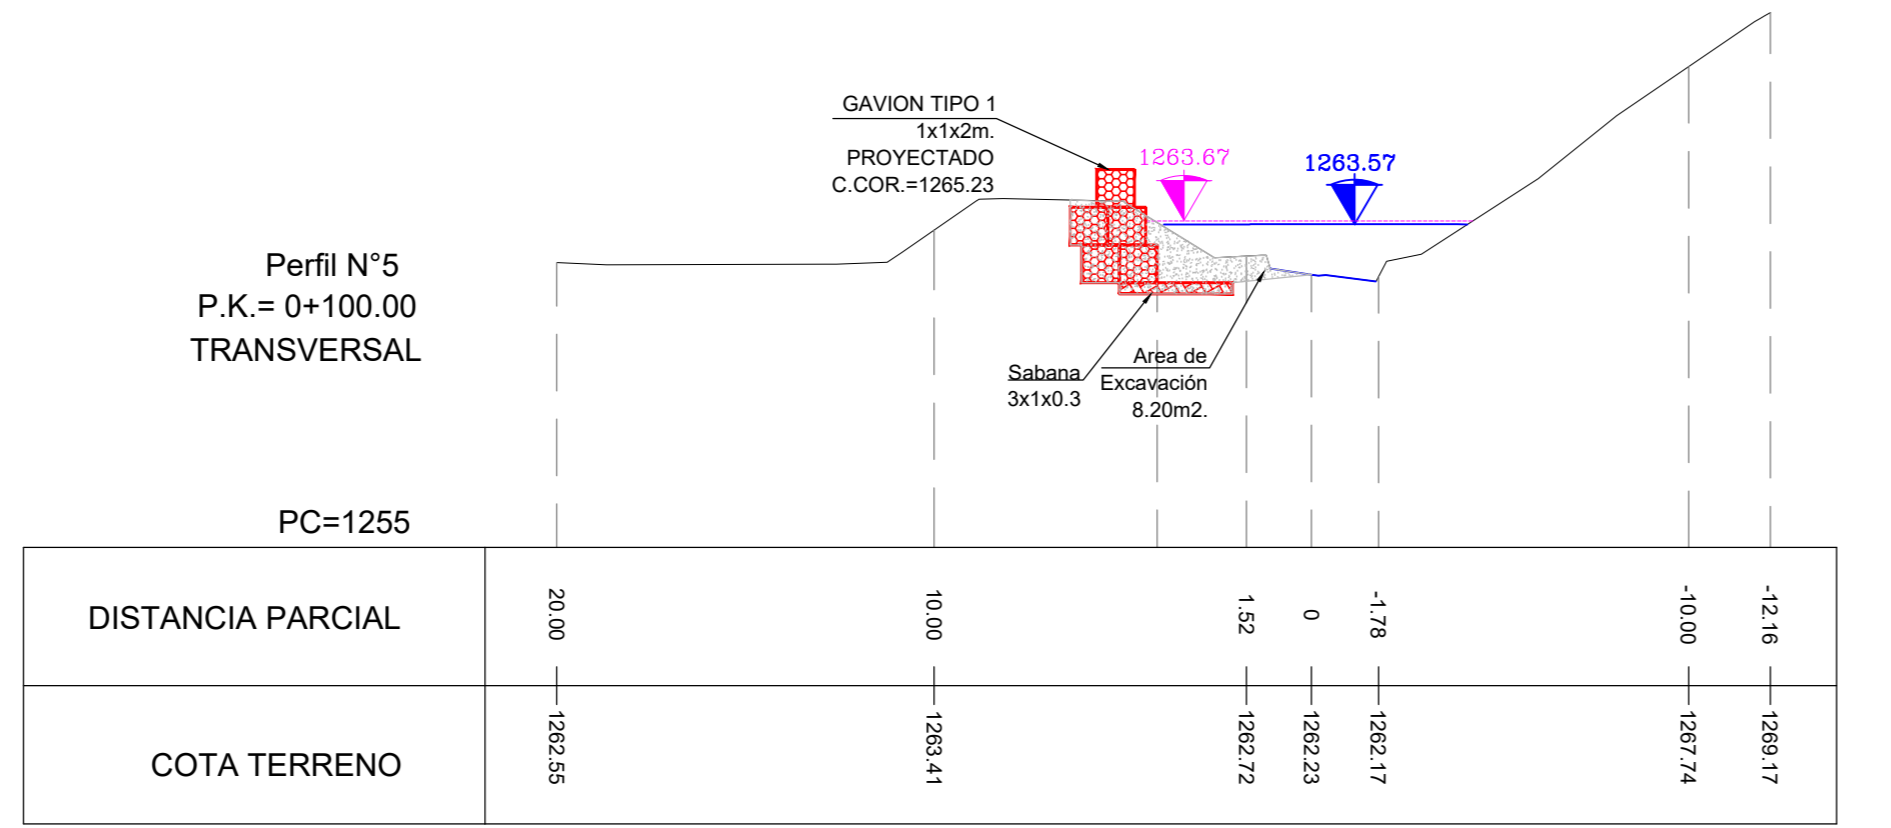 GAVION TIPO 1
1x1x2m.
PROYECTADO
C.COR.=1265.23
1263.67
1263.57
Perfil N°5
P.K.= 0+100.00
TRANSVERSAL
Sabana
3x1x0.3
Area de
Excavación
8.20m2.
PC=1255
DISTANCIA PARCIAL
20.00
10.00
1.52
0
-1.78
-10.00
-12.16
COTA TERRENO
1262.55
1263.41
1262.72
1262.23
1262.17
1267.74
1269.17